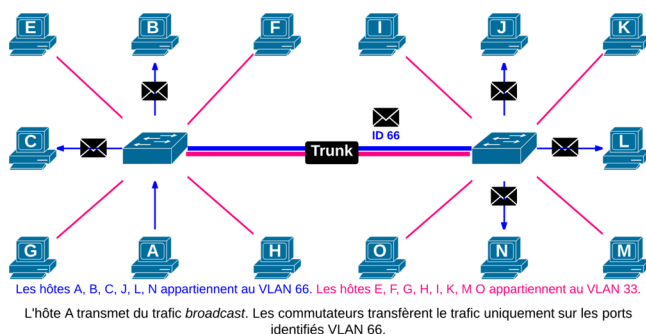 E B F I J K
ID 66
C Trunk L
G A H O N M
Les hôtes A, B, C, J, L, N appartiennent au VLAN 66. Les hôtes E, F, G, H, I, K, M O appartiennent au VLAN 33.
L'hôte A transmet du trafic broadcast. Les commutateurs transfèrent le trafic uniquement sur les ports
identifiés VLAN 66.